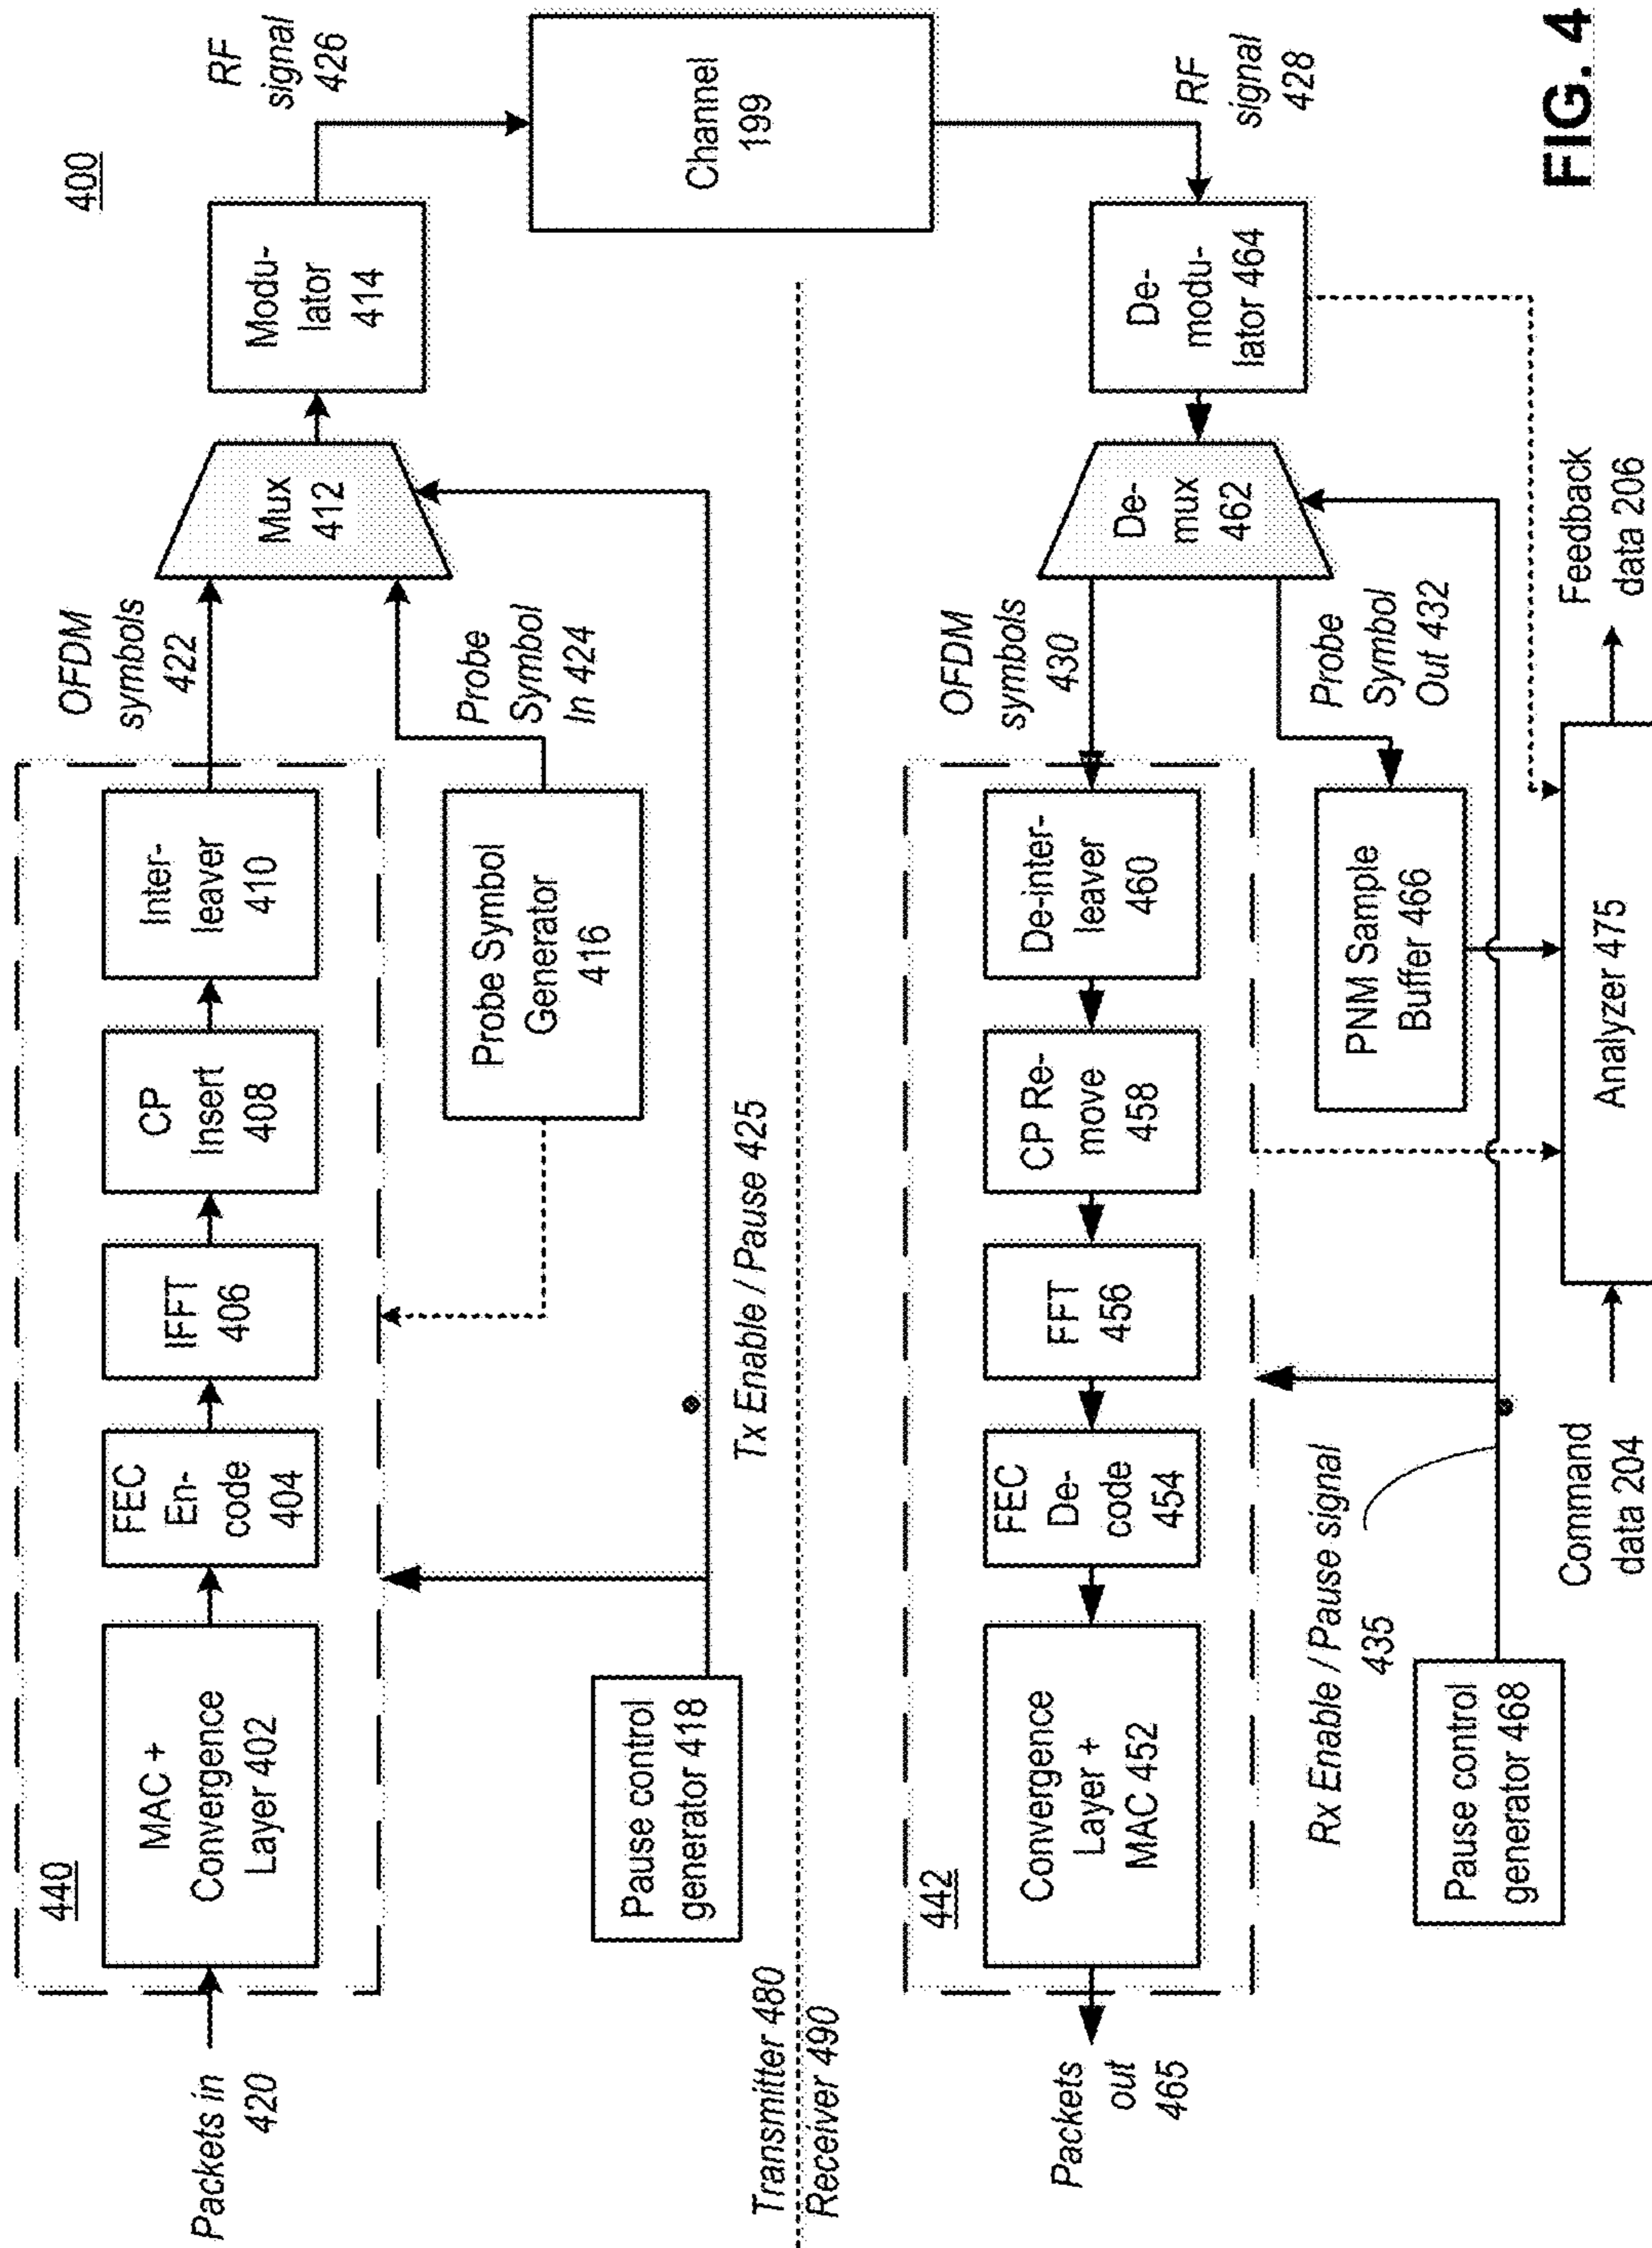 400
440
Packets in
420
MAC +
Convergence
Layer 402
FEC
En-
code
404
IFFT
406
CP
Insert
408
Inter-
leaver
410
OFDM
symbols
422
Mux
412
Modu-
lator
414
RF
signal
426
Probe Symbol
Generator
416
Probe
Symbol
In 424
Pause control
generator 418
Tx Enable / Pause 425
Channel
199
Transmitter 480
Receiver 490
442
Packets
out
465
Convergence
Layer +
MAC 452
FEC
De-
code
454
FFT
456
CP Re-
move
458
De-inter-
leaver
460
OFDM
symbols
430
De-
mux
462
De-
modu-
lator 464
RF
signal
428
Probe
Symbol
Out 432
PNM Sample
Buffer 466
Rx Enable / Pause signal
435
Pause control
generator 468
Command
data 204
Analyzer 475
Feedback
data 206
FIG. 4